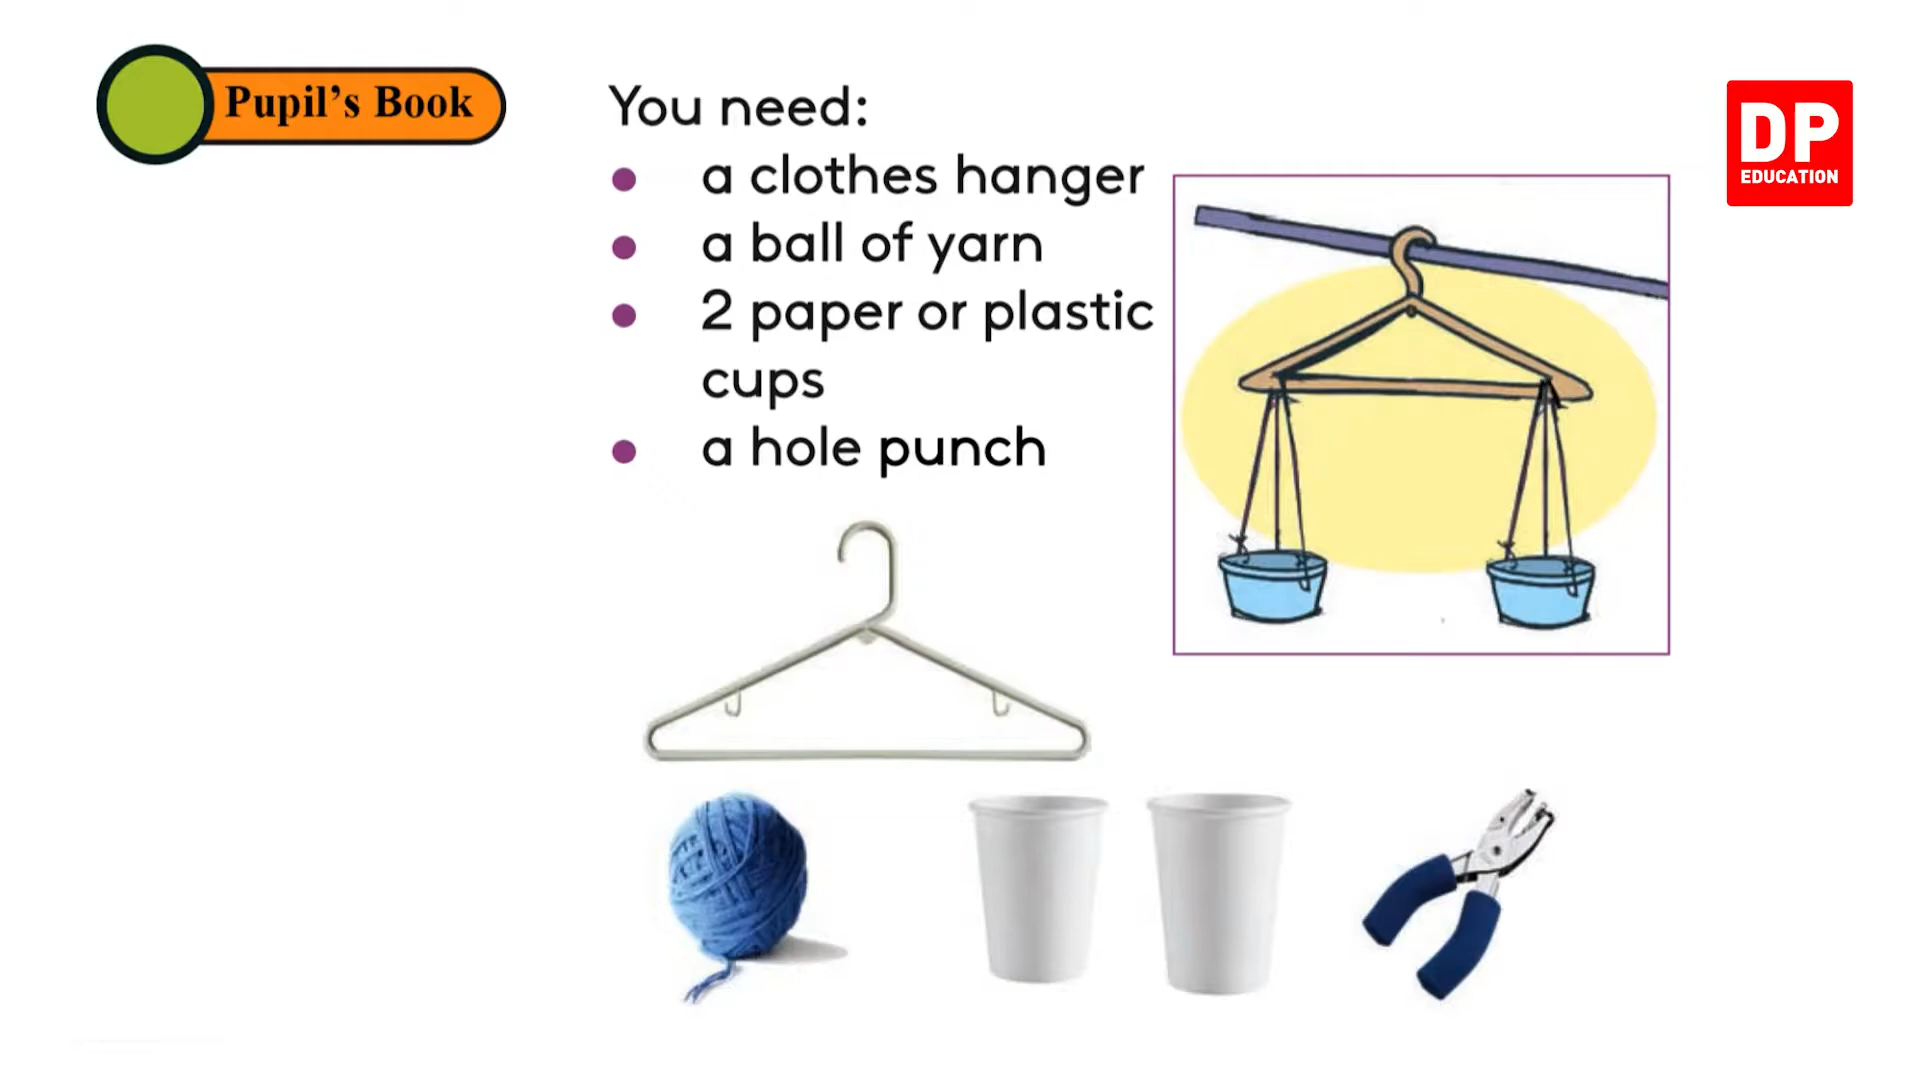 Pupil's Book
You need:
• a clothes hanger
• a ball of yarn
• 2 paper or plastic
cups
• a hole punch
DP
EDUCATION